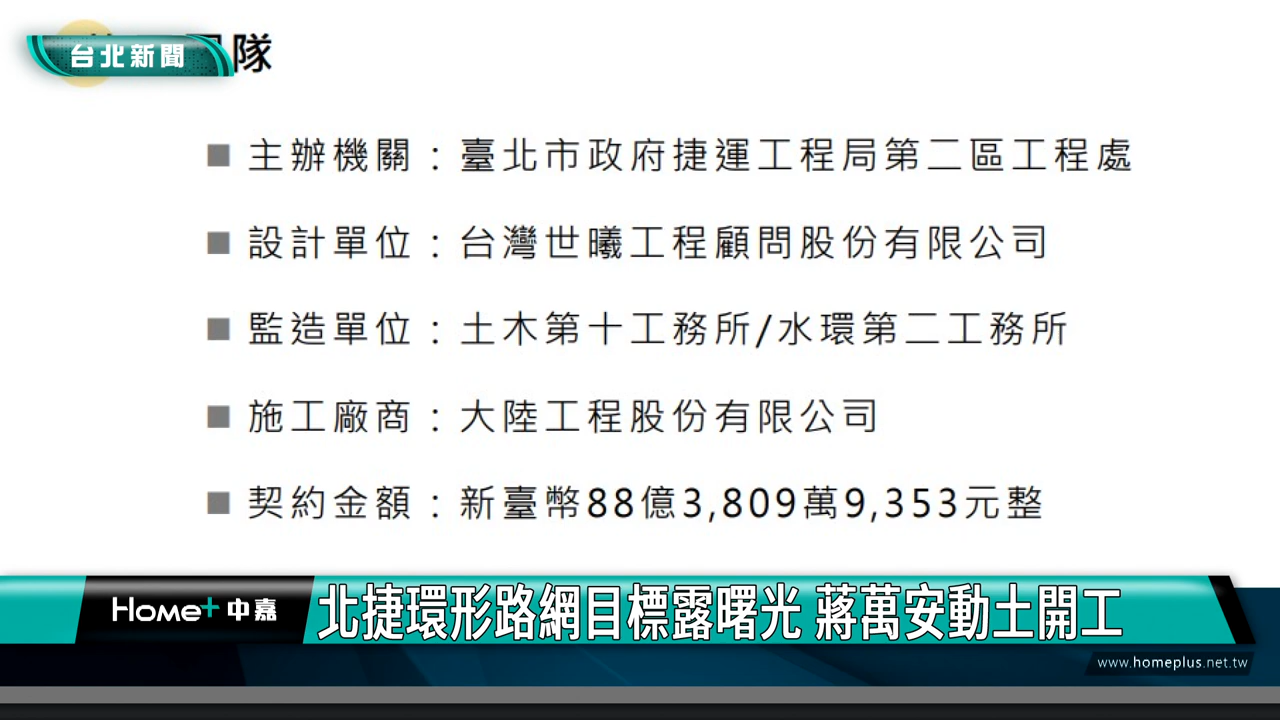 台北新聞
隊
■ 主辦機關：臺北市政府捷運工程局第二區工程處
■ 設計單位：台灣世曦工程顧問股份有限公司
■ 監造單位：土木第十工務所/水環第二工務所
■ 施工廠商：大陸工程股份有限公司
■ 契約金額：新臺幣88億3,809萬9,353元整
Home+ 中嘉
北捷環形路網目標露曙光 蔣萬安動土開工
www.homeplus.net.tw